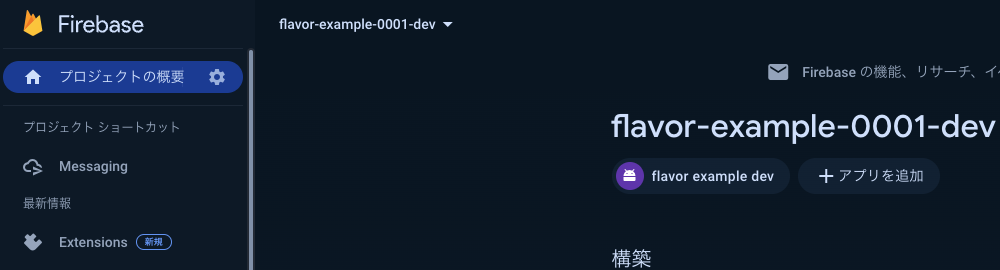 Firebase
flavor-example-0001-dev
プロジェクトの概要
Firebase の機能、リサーチ、イ
プロジェクト ショートカット
flavor-example-0001-dev
Messaging
flavor example dev
アプリを追加
最新情報
Extensions 新規
構築